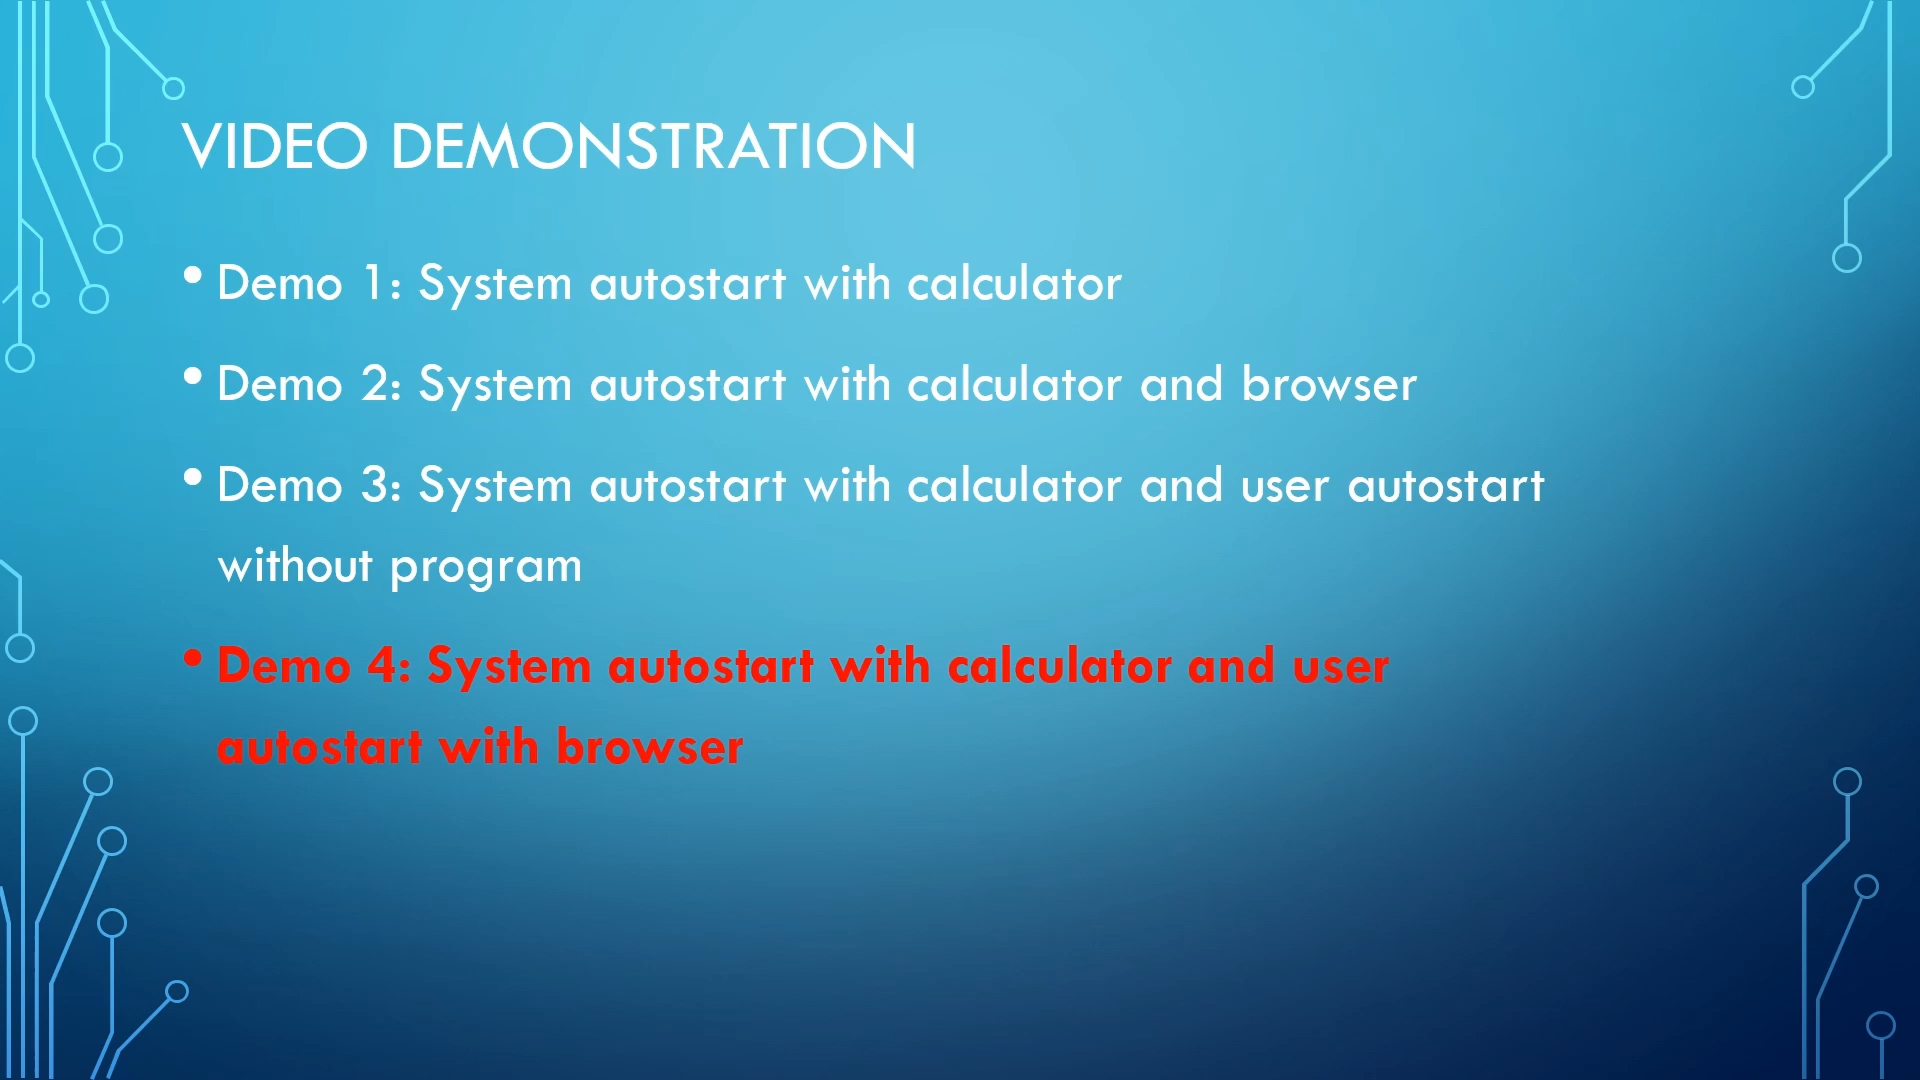 VIDEO DEMONSTRATION
• Demo 1: System autostart with calculator
• Demo 2: System autostart with calculator and browser
• Demo 3: System autostart with calculator and user autostart
without program
• Demo 4: System autostart with calculator and user
autostart with browser